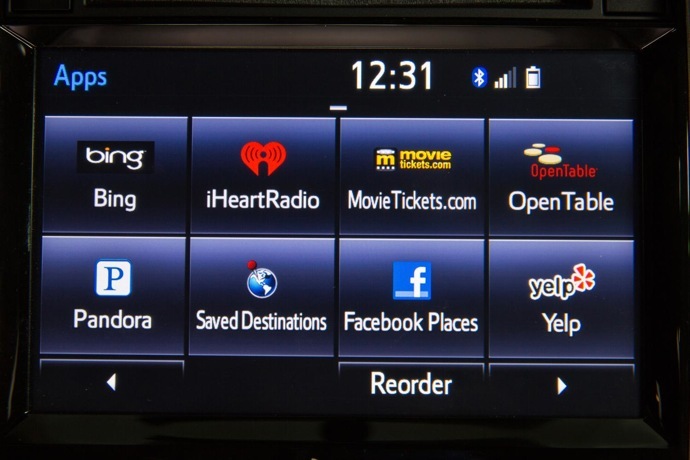 Apps 12:31
bing
Bing
iHeartRadio
m movie tickets.com
MovieTickets.com
OpenTable
OpenTable
P
Pandora
Saved Destinations
f
Facebook Places
yelp
Yelp
Reorder